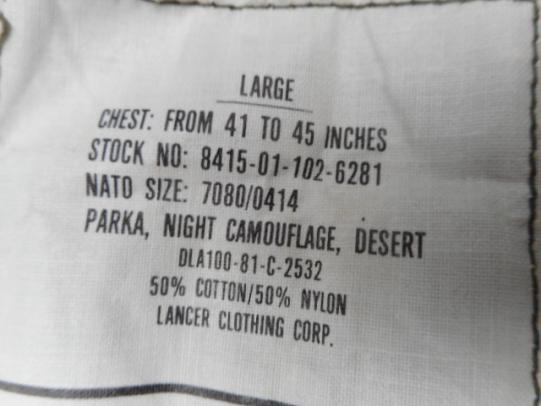 LARGE
CHEST: FROM 41 TO 45 INCHES
STOCK NO: 8415-01-102-6281
NATO SIZE: 7080/0414
PARKA, NIGHT CAMOUFLAGE, DESERT
DLA100-81-C-2532
50% COTTON/50% NYLON
LANCER CLOTHING CORP.